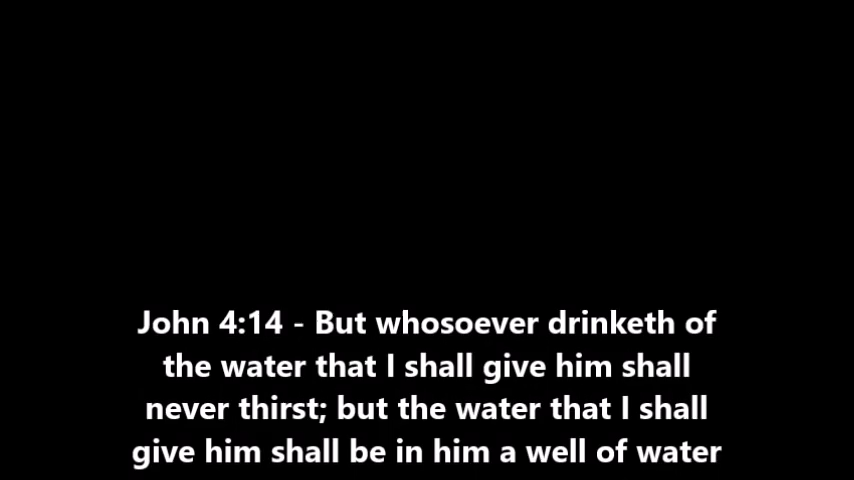 John 4:14 - But whosoever drinketh of
the water that I shall give him shall
never thirst; but the water that I shall
give him shall be in him a well of water